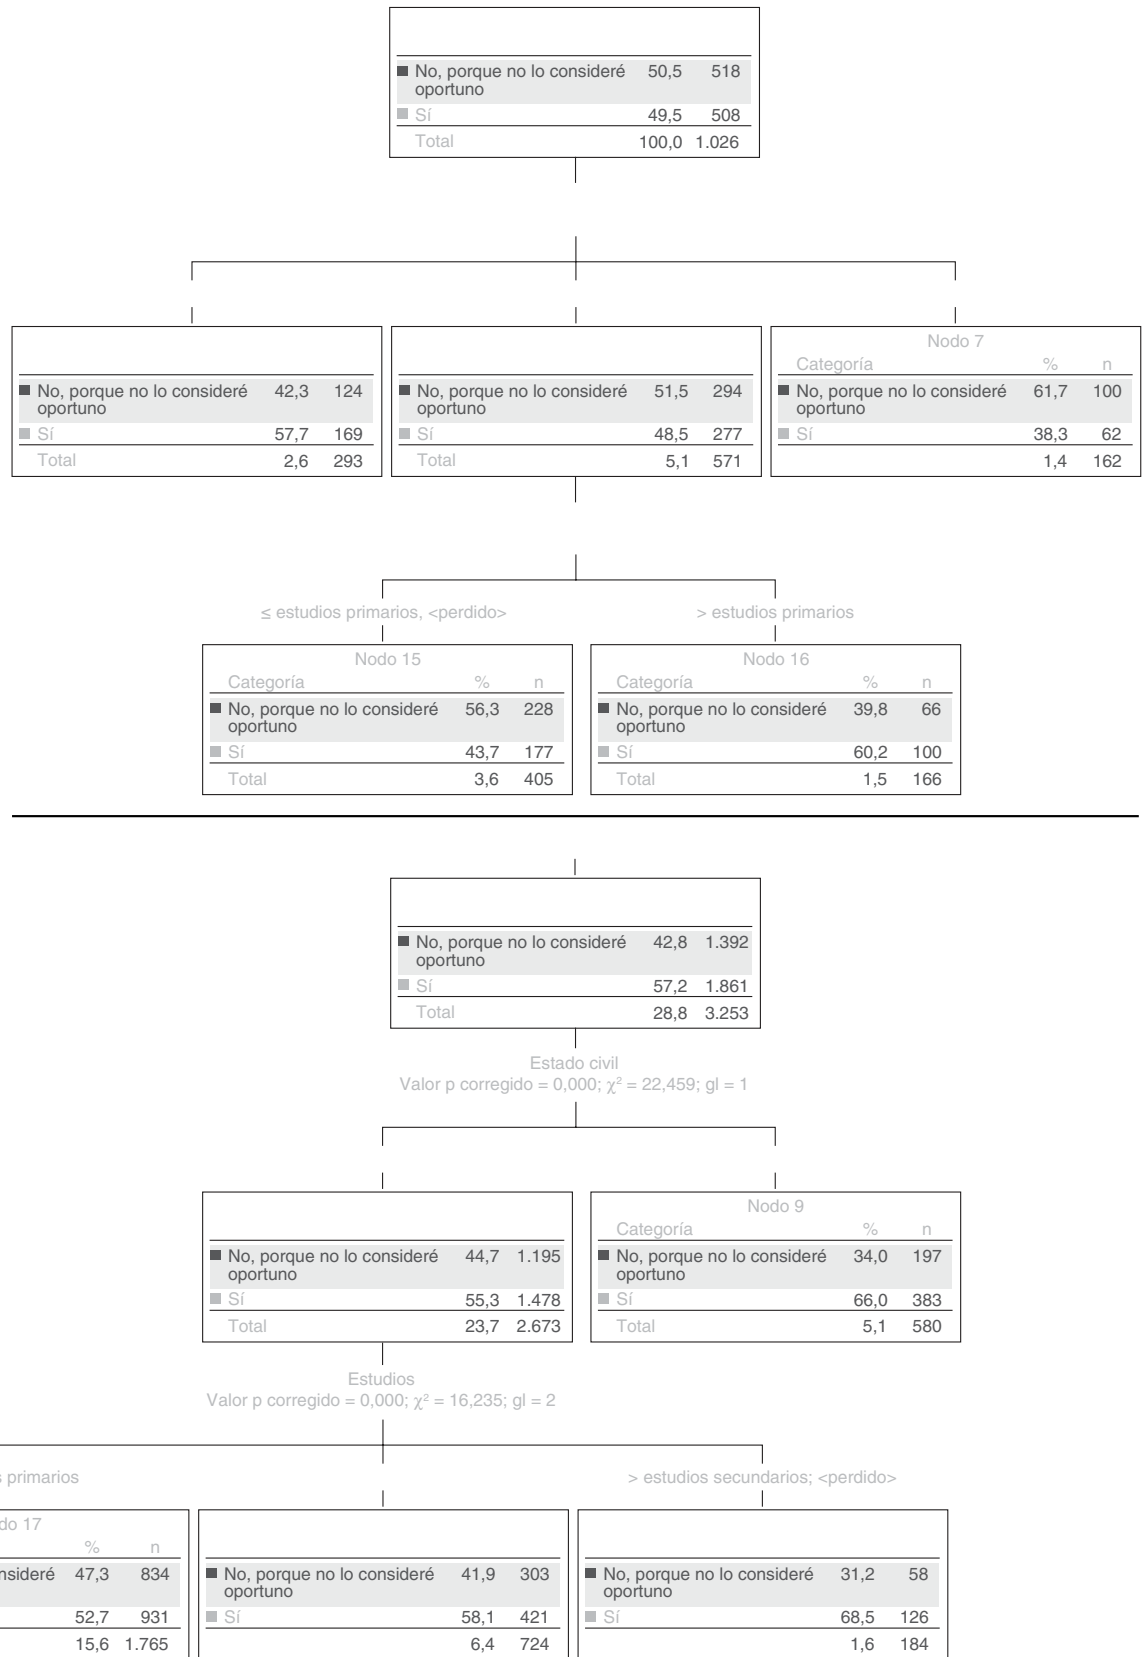 No, porque no lo consideré 50,5 518
oportuno
Sí 49,5 508
Total 100,0 1.026
No, porque no lo consideré 42,3 124
oportuno
Sí 57,7 169
Total 2,6 293
No, porque no lo consideré 51,5 294
oportuno
Sí 48,5 277
Total 5,1 571
Nodo 7
Categoría % n
No, porque no lo consideré 61,7 100
oportuno
Sí 38,3 62
1,4 162
≤ estudios primarios, <perdido>
> estudios primarios
Nodo 15
Categoría % n
No, porque no lo consideré 56,3 228
oportuno
Sí 43,7 177
Total 3,6 405
Nodo 16
Categoría % n
No, porque no lo consideré 39,8 66
oportuno
Sí 60,2 100
Total 1,5 166
No, porque no lo consideré 42,8 1.392
oportuno
Sí 57,2 1.861
Total 28,8 3.253
Estado civil
Valor p corregido = 0,000; χ² = 22,459; gl = 1
No, porque no lo consideré 44,7 1.195
oportuno
Sí 55,3 1.478
Total 23,7 2.673
Nodo 9
Categoría % n
No, porque no lo consideré 34,0 197
oportuno
Sí 66,0 383
Total 5,1 580
Estudios
Valor p corregido = 0,000; χ² = 16,235; gl = 2
s primarios
> estudios secundarios; <perdido>
do 17
% n
nsideré 47,3 834
52,7 931
15,6 1.765
No, porque no lo consideré 41,9 303
oportuno
Sí 58,1 421
6,4 724
No, porque no lo consideré 31,2 58
oportuno
Sí 68,5 126
1,6 184